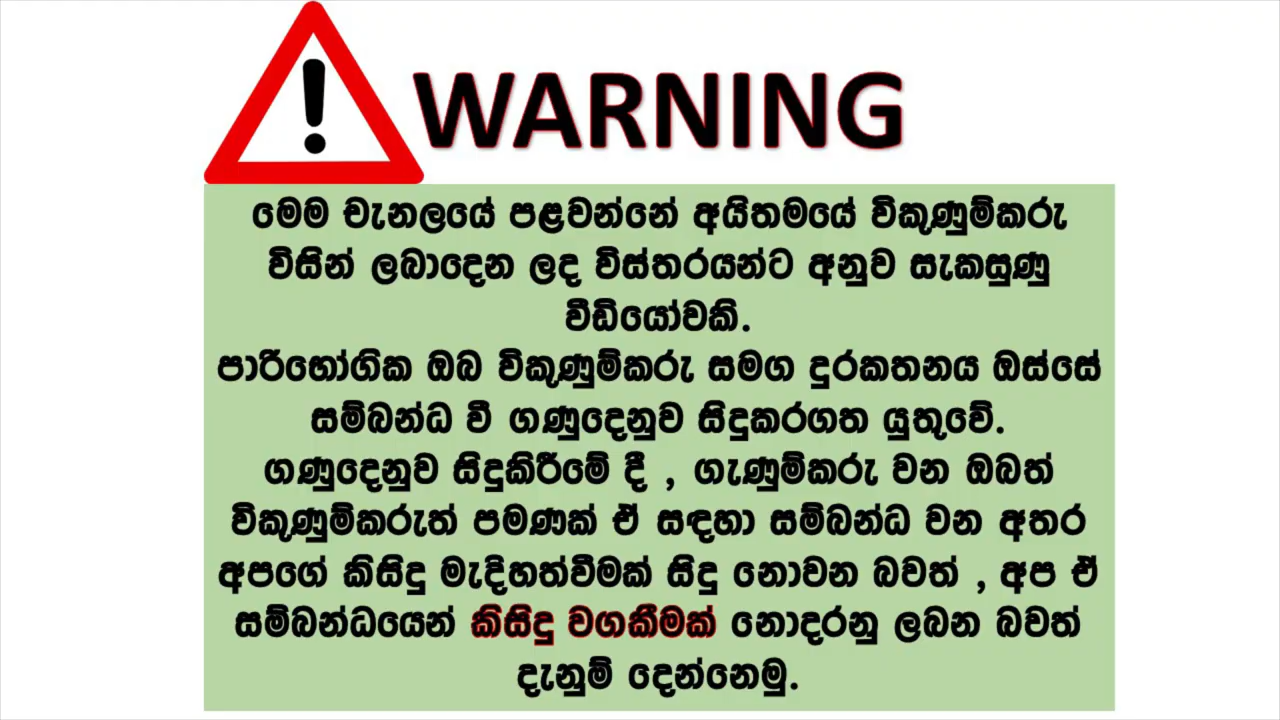 WARNING
මෙම චැනලයේ පළවන්නේ අයිතමයේ විකුණුම්කරු
විසින් ලබාදෙන ලද විස්තරයන්ට අනුව සැකසුණු
වීඩියෝවකි.
පාරිභෝගික ඔබ විකුණුම්කරු සමග දුරකතනය ඔස්සේ
සම්බන්ධ වී ගණුදෙනුව සිදුකරගත යුතුවේ.
ගණුදෙනුව සිදුකිරීමේ දී , ගැණුම්කරු වන ඔබත්
විකුණුම්කරුත් පමණක් ඒ සඳහා සම්බන්ධ වන අතර
අපගේ කිසිදු මැදිහත්වීමක් සිදු නොවන බවත් , අප ඒ
සම්බන්ධයෙන් කිසිදු වගකීමක් නොදරනු ලබන බවත්
දැනුම් දෙන්නෙමු.